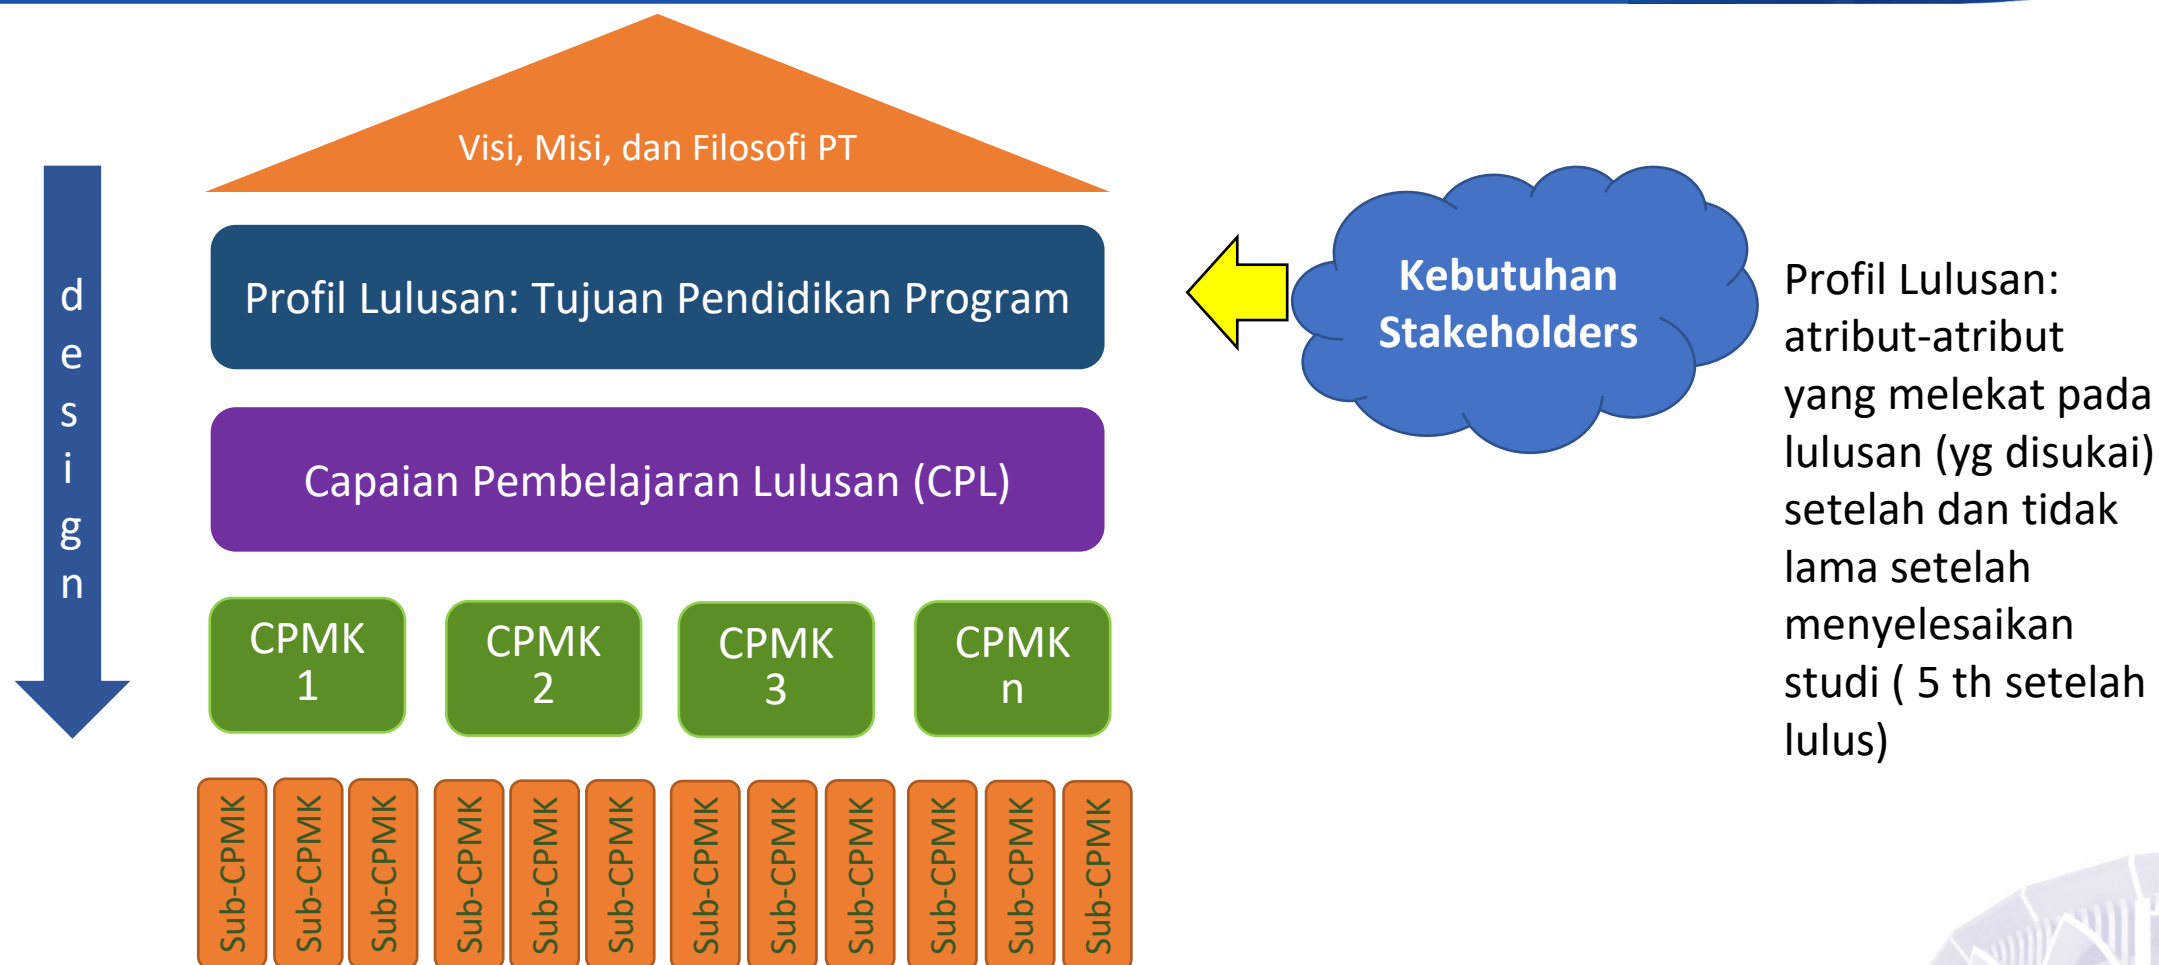 Visi, Misi, dan Filosofi PT
design
Profil Lulusan: Tujuan Pendidikan Program
Capaian Pembelajaran Lulusan (CPL)
CPMK
1
CPMK
2
CPMK
3
CPMK
n
Sub-CPMK
Sub-CPMK
Sub-CPMK
Sub-CPMK
Sub-CPMK
Sub-CPMK
Sub-CPMK
Sub-CPMK
Sub-CPMK
Sub-CPMK
Sub-CPMK
Sub-CPMK
Kebutuhan
Stakeholders
Profil Lulusan:
atribut-atribut
yang melekat pada
lulusan (yg disukai)
setelah dan tidak
lama setelah
menyelesaikan
studi ( 5 th setelah
lulus)